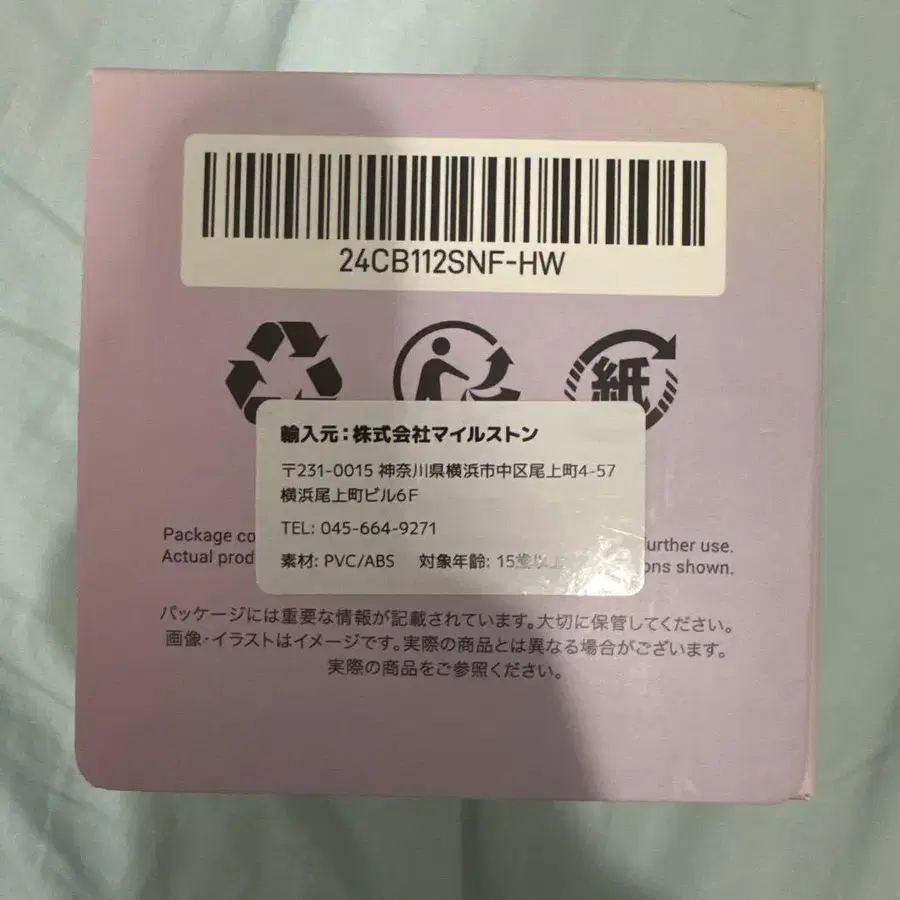 24CB112SNF-HW
紙
輸入元:株式会社マイルストン
〒231-0015 神奈川県横浜市中区尾上町4-57
横浜尾上町ビル6F
TEL: 045-664-9271
素材: PVC/ABS 対象年齢: 15歳以上
Package urther use.
Actual shown.
パッケージには重要な情報が記載されています。大切に保管してください。
画像・イラストはイメージです。実際の商品とは異なる場合がございます。
実際の商品をご参照ください。